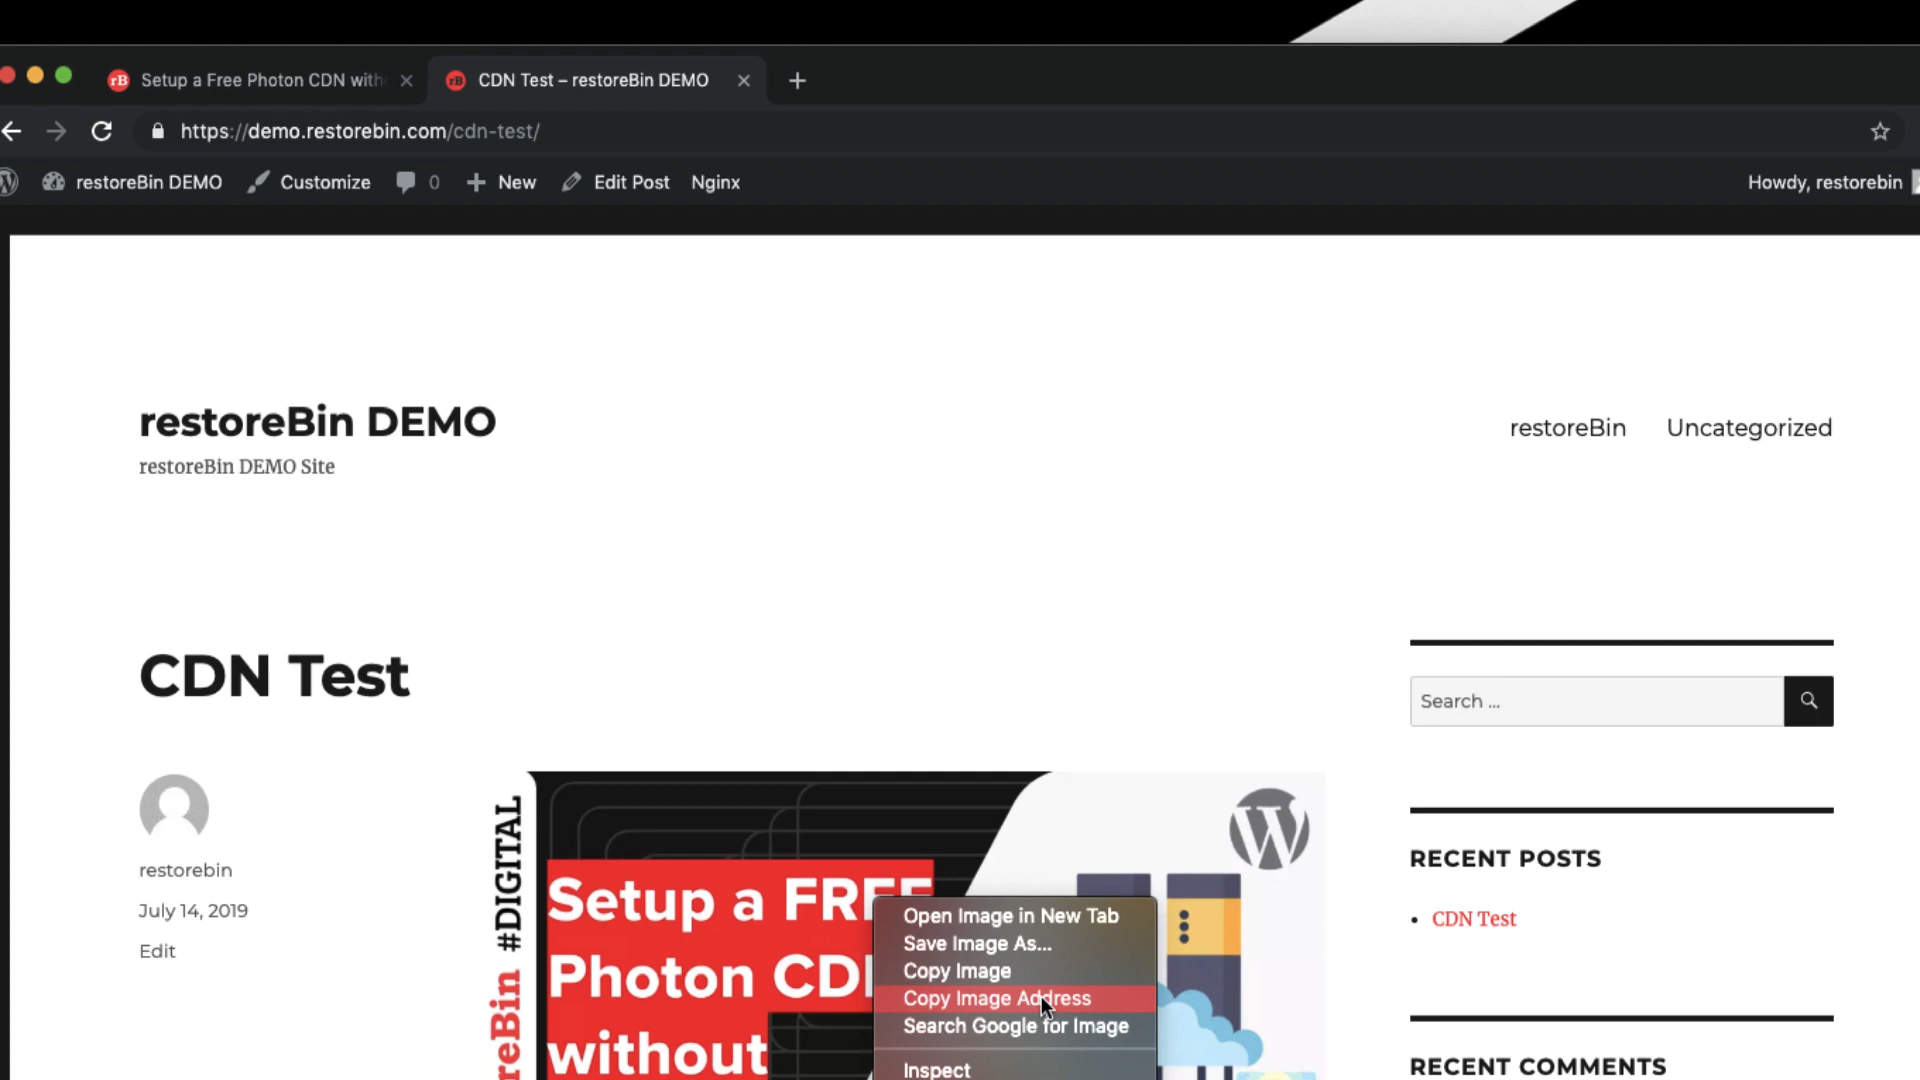 Setup a Free Photon CDN with
CDN Test – restoreBin DEMO
https://demo.restorebin.com/cdn-test/
restoreBin DEMO
Customize
0
New
Edit Post
Nginx
Howdy, restorebin
restoreBin DEMO
restoreBin DEMO Site
restoreBin
Uncategorized
CDN Test
Search ...
restorebin
July 14, 2019
Edit
#DIGITAL
Setup a FREE
Photon CD
without
Open Image in New Tab
Save Image As...
Copy Image
Copy Image Address
Search Google for Image
Inspect
RECENT POSTS
CDN Test
RECENT COMMENTS